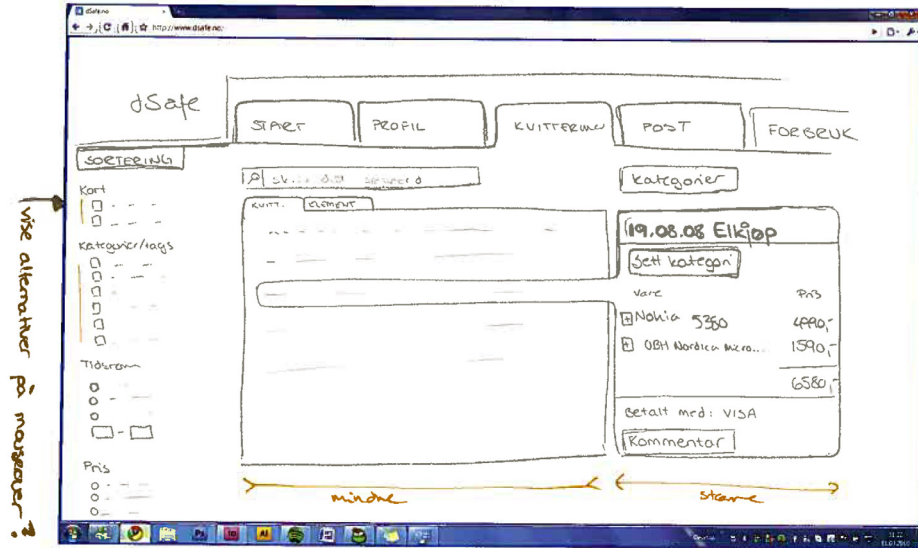 dSafe.no
http://www.dsafe.no/
dSafe
START PROFIL KVITTERING POST FORBRUK
SORTERING
Kategorier
Kort
KVITT. ELEMENT
19.08.08 Elkjøp
Kategorier/tags
Sett kategori
Vare Pris
+ Nokia 5360 4990,-
+ OBH Nordica micro... 1590,-
Tidsrom
6580,-
Betalt med: VISA
Kommentar
Pris
mindre større
vise alternativer på mouseover?